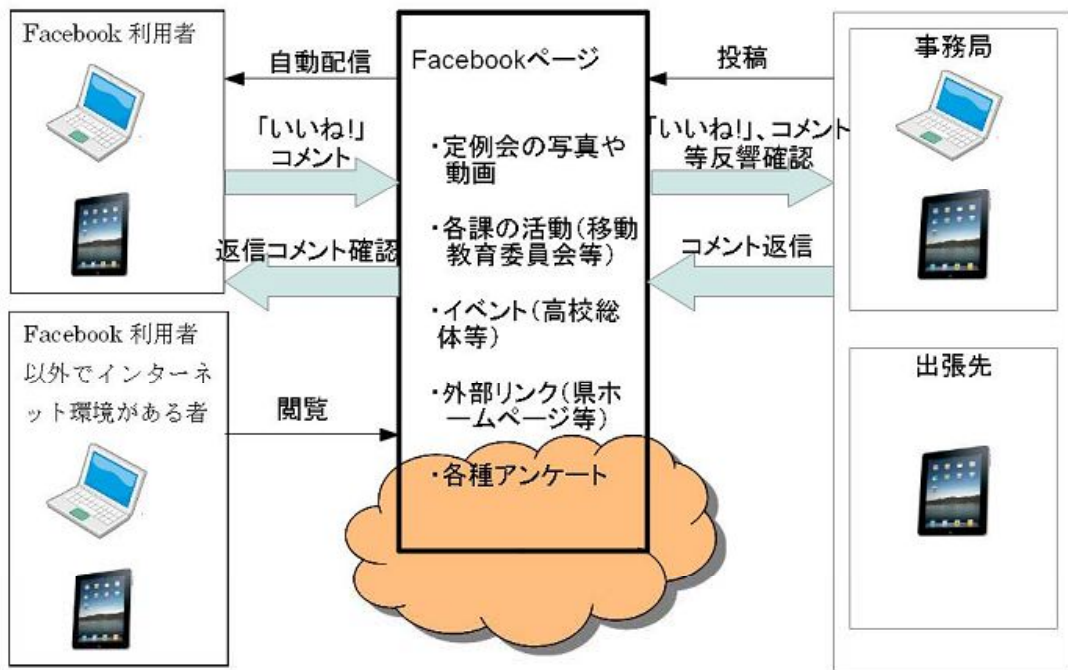 Facebook 利用者
自動配信
「いいね!」
コメント
返信コメント確認
Facebook 利用者
以外でインターネ
ット環境がある者
閲覧
Facebookページ
・定例会の写真や
動画
・各課の活動(移動
教育委員会等)
・イベント(高校総
体等)
・外部リンク(県ホ
ームページ等)
・各種アンケート
投稿
「いいね!」、コメント
等反響確認
コメント返信
事務局
出張先